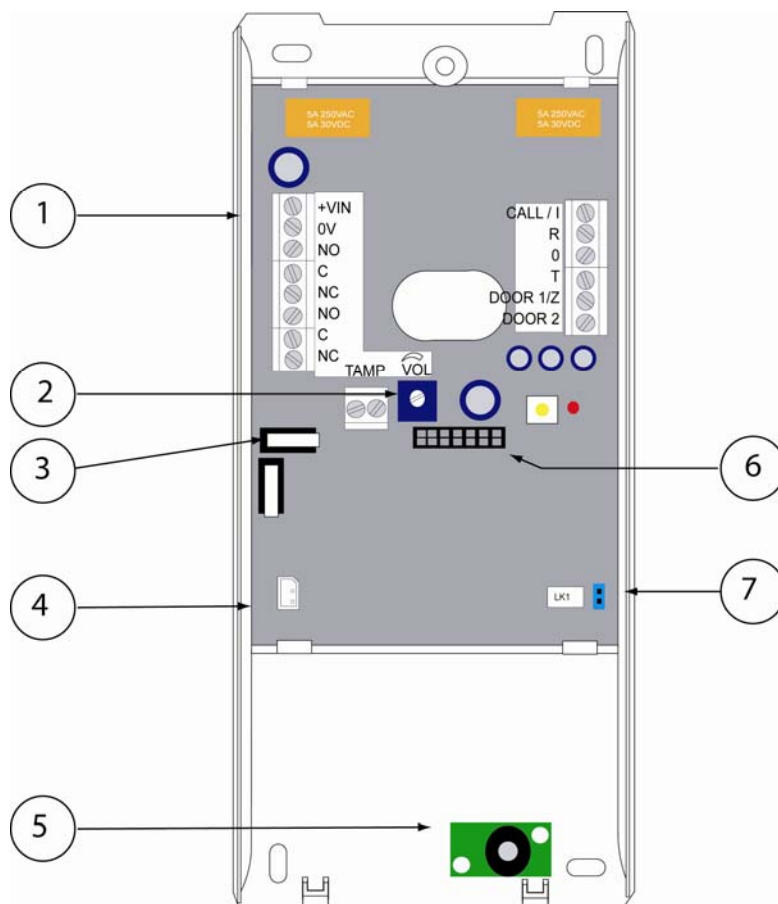 5A 250VAC
5A 30VDC
5A 250VAC
5A 30VDC
1
+VIN
0V
NO
C
NC
NO
C
NC
CALL / I
R
0
T
DOOR 1/Z
DOOR 2
TAMP VOL
2
3
6
4
LK1
7
5